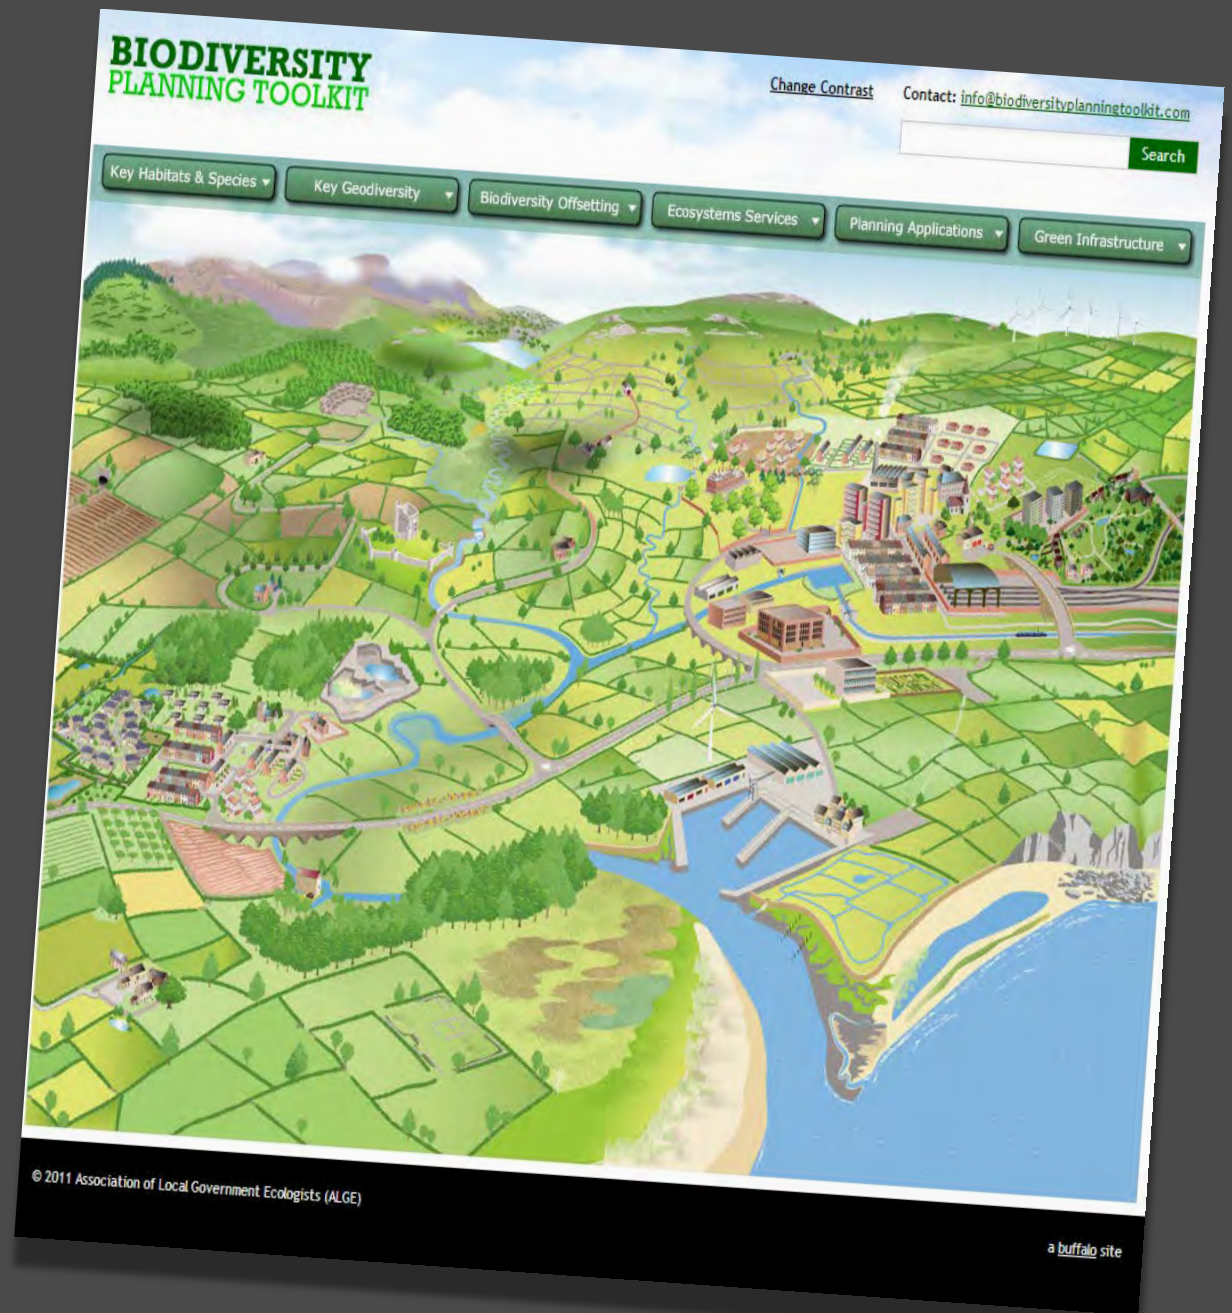 BIODIVERSITY
PLANNING TOOLKIT
Change Contrast
Contact: info@biodiversityplanningtoolkit.com
Search
Key Habitats & Species
Key Geodiversity
Biodiversity Offsetting
Ecosystems Services
Planning Applications
Green Infrastructure
© 2011 Association of Local Government Ecologists (ALGE)
a buffalo site